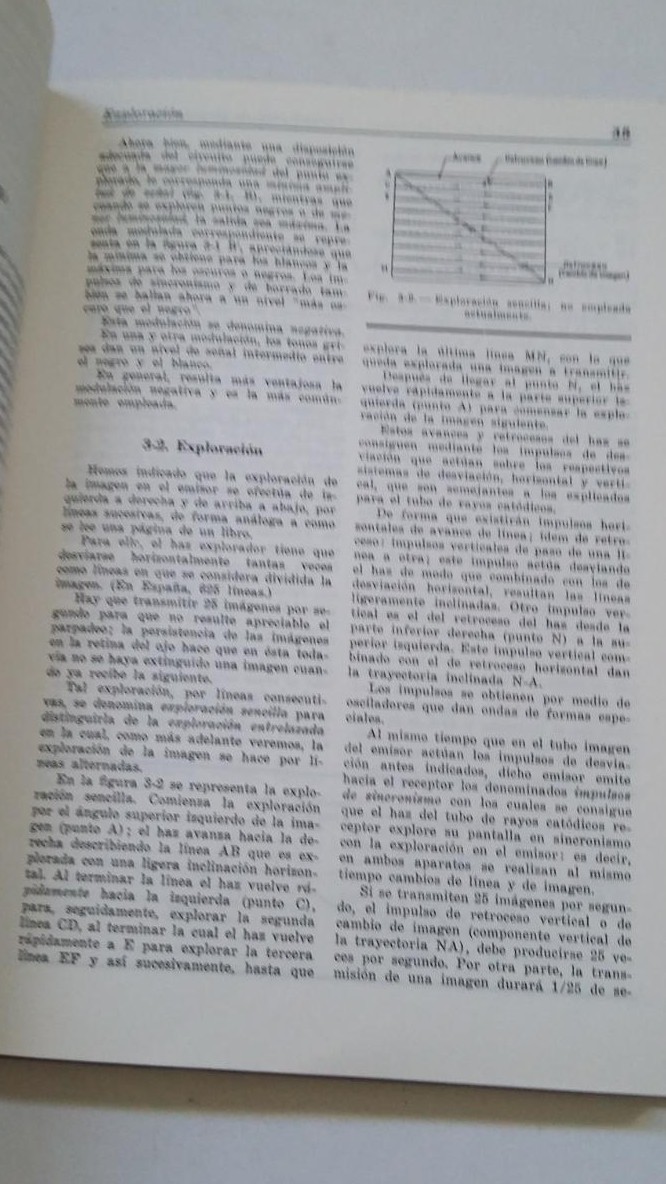 Exploración
Ahora bien, mediante una disposición
adecuada del circuito puede conseguirse
que a la mayor luminosidad del punto ex-
plorado, le corresponda una mínima ampli-
tud de señal (fig. 3-1, B), mientras que
cuando se exploren puntos negros o de me-
nor luminosidad, la salida sea máxima. La
onda modulada correspondiente se repre-
senta en la figura 3-1 B', apreciándose que
la mínima se obtiene para los blancos y la
máxima para los oscuros o negros. Los im-
pulsos de sincronismo y de borrado tam-
bién se hallan ahora a un nivel "más os-
curo que el negro".
Esta modulación se denomina negativa.
En una y otra modulación, los tonos gri-
ses dan un nivel de señal intermedio entre
el negro y el blanco.
En general, resulta más ventajosa la
modulación negativa y es la más común-
mente empleada.
3-2. Exploración
Hemos indicado que la exploración de
la imagen en el emisor se efectúa de iz-
quierda a derecha y de arriba a abajo, por
líneas sucesivas, de forma análoga a como
se lee una página de un libro.
Para ello, el haz explorador tiene que
desviarse horizontalmente tantas veces
como líneas en que se considera dividida la
imagen. (En España, 625 líneas.)
Hay que transmitir 25 imágenes por se-
gundo para que no resulte apreciable el
parpadeo; la persistencia de las imágenes
en la retina del ojo hace que en ésta toda-
vía no se haya extinguido una imagen cuan-
do ya recibe la siguiente.
Tal exploración, por líneas consecuti-
vas, se denomina exploración sencilla para
distinguirla de la exploración entrelazada
en la cual, como más adelante veremos, la
exploración de la imagen se hace por lí-
neas alternadas.
En la figura 3-2 se representa la explo-
ración sencilla. Comienza la exploración
por el ángulo superior izquierdo de la ima-
gen (punto A); el haz avanza hacia la de-
recha describiendo la línea AB que es ex-
plorada con una ligera inclinación horizon-
tal. Al terminar la línea el haz vuelve rá-
pidamente hacia la izquierda (punto C),
para, seguidamente, explorar la segunda
línea CD, al terminar la cual el haz vuelve
rápidamente a E para explorar la tercera
línea EF y así sucesivamente, hasta que
Avance
Retroceso (cambio de línea)
A
B
C
E
F
M
N
Retroceso
(cambio de imagen)
Fig. 3-2. — Exploración sencilla; no empleada
actualmente.
explora la última línea MN, con la que
queda explorada una imagen a transmitir.
Después de llegar al punto N, el haz
vuelve rápidamente a la parte superior iz-
quierda (punto A) para comenzar la explo-
ración de la imagen siguiente.
Estos avances y retrocesos del haz se
consiguen mediante los impulsos de des-
viación que actúan sobre los respectivos
sistemas de desviación, horizontal y verti-
cal, que son semejantes a los explicados
para el tubo de rayos catódicos.
De forma que existirán impulsos hori-
zontales de avance de línea; ídem de retro-
ceso; impulsos verticales de paso de una lí-
nea a otra; este impulso actúa desviando
el haz de modo que combinado con los de
desviación horizontal, resultan las líneas
ligeramente inclinadas. Otro impulso ver-
tical es el del retroceso del haz desde la
parte inferior derecha (punto N) a la su-
perior izquierda. Este impulso vertical com-
binado con el de retroceso horizontal dan
la trayectoria inclinada N-A.
Los impulsos se obtienen por medio de
osciladores que dan ondas de formas espe-
ciales.
Al mismo tiempo que en el tubo imagen
del emisor actúan los impulsos de desvia-
ción antes indicados, dicho emisor emite
hacia el receptor los denominados impulsos
de sincronismo con los cuales se consigue
que el haz del tubo de rayos catódicos re-
ceptor explore su pantalla en sincronismo
con la exploración en el emisor: es decir,
en ambos aparatos se realizan al mismo
tiempo cambios de línea y de imagen.
Si se transmiten 25 imágenes por segun-
do, el impulso de retroceso vertical o de
cambio de imagen (componente vertical de
la trayectoria NA), debe producirse 25 ve-
ces por segundo. Por otra parte, la trans-
misión de una imagen durará 1/25 de se-